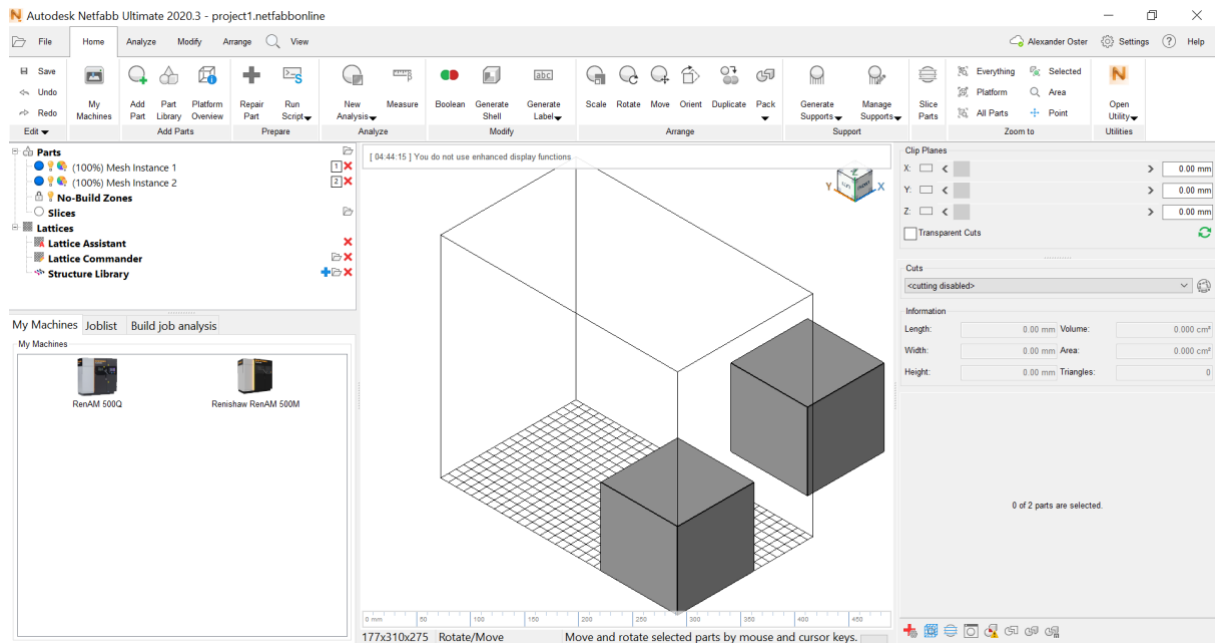 Autodesk Netfabb Ultimate 2020.3 - project1.netfabbonline
File Home Analyze Modify Arrange View Alexander Oster Settings ? Help
Save
Undo
Redo
Edit
My Machines
Add Part
Part Library
Platform Overview
Add Parts
Repair Part
Run Script
Prepare
New Analysis
Measure
Analyze
Boolean
Generate Shell
abc
Generate Label
Modify
Scale
Rotate
Move
Orient
Duplicate
Pack
Arrange
Generate Supports
Manage Supports
Support
Slice Parts
Everything
Platform
All Parts
Selected
Area
Point
Zoom to
N
Open Utility
Utilities
Parts
(100%) Mesh Instance 1 1
(100%) Mesh Instance 2 2
No-Build Zones
Slices
Lattices
Lattice Assistant
Lattice Commander
Structure Library
My Machines Joblist Build job analysis
My Machines
RenAM 500Q
Renishaw RenAM 500M
[ 04:44:15 ] You do not use enhanced display functions
Z
Y X
0 mm 50 100 150 200 250 300 350 400 450
177x310x275 Rotate/Move Move and rotate selected parts by mouse and cursor keys.
Clip Planes
X: 0.00 mm
Y: 0.00 mm
Z: 0.00 mm
Transparent Cuts
Cuts
<cutting disabled>
Information
Length: 0.00 mm Volume: 0.000 cm³
Width: 0.00 mm Area: 0.000 cm²
Height: 0.00 mm Triangles: 0
0 of 2 parts are selected.